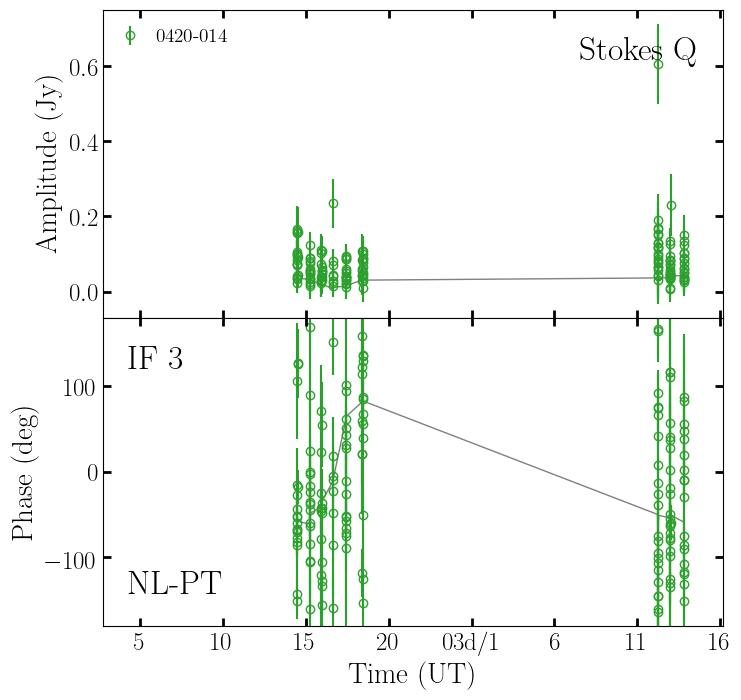 0420-014
Stokes Q
0.6
0.4
0.2
0.0
Amplitude (Jy)
IF 3
100
0
−100
Phase (deg)
NL-PT
5 10 15 20 03d/1 6 11 16
Time (UT)